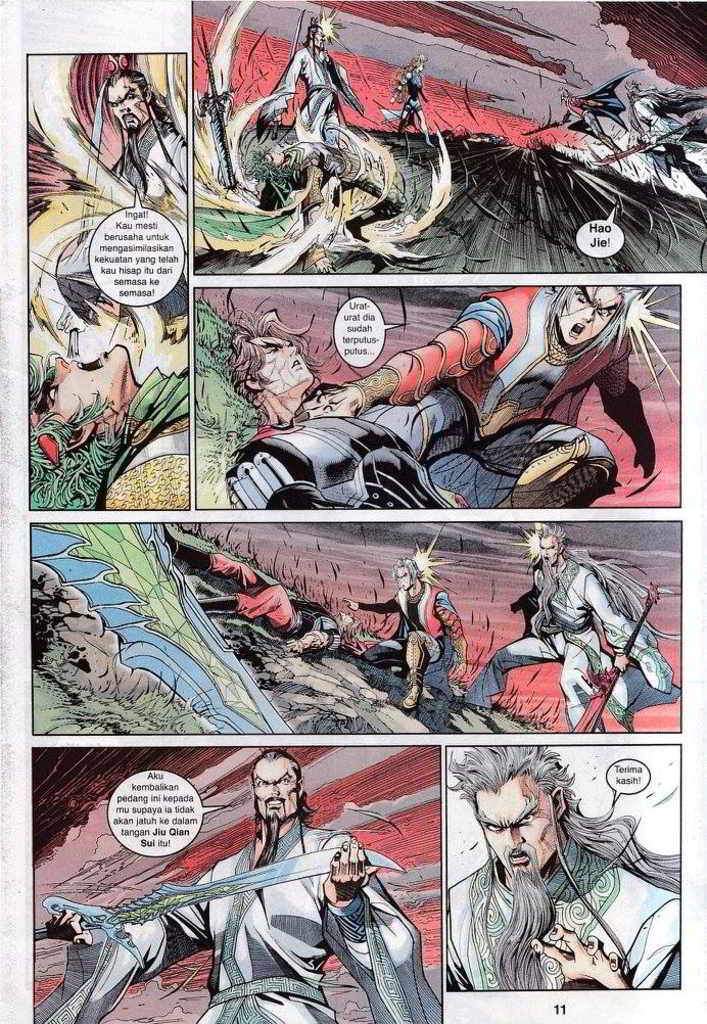 Ingat!
Kau mesti
berusaha untuk
mengasimilasikan
kekuatan yang telah
kau hisap itu dari
semasa ke
semasa!
Hao
Jie!
Urat-
urat dia
sudah
terputus-
putus...
Aku
kembalikan
pedang ini kepada
mu supaya ia tidak
akan jatuh ke dalam
tangan Jiu Qian
Sui itu!
Terima
kasih!
11